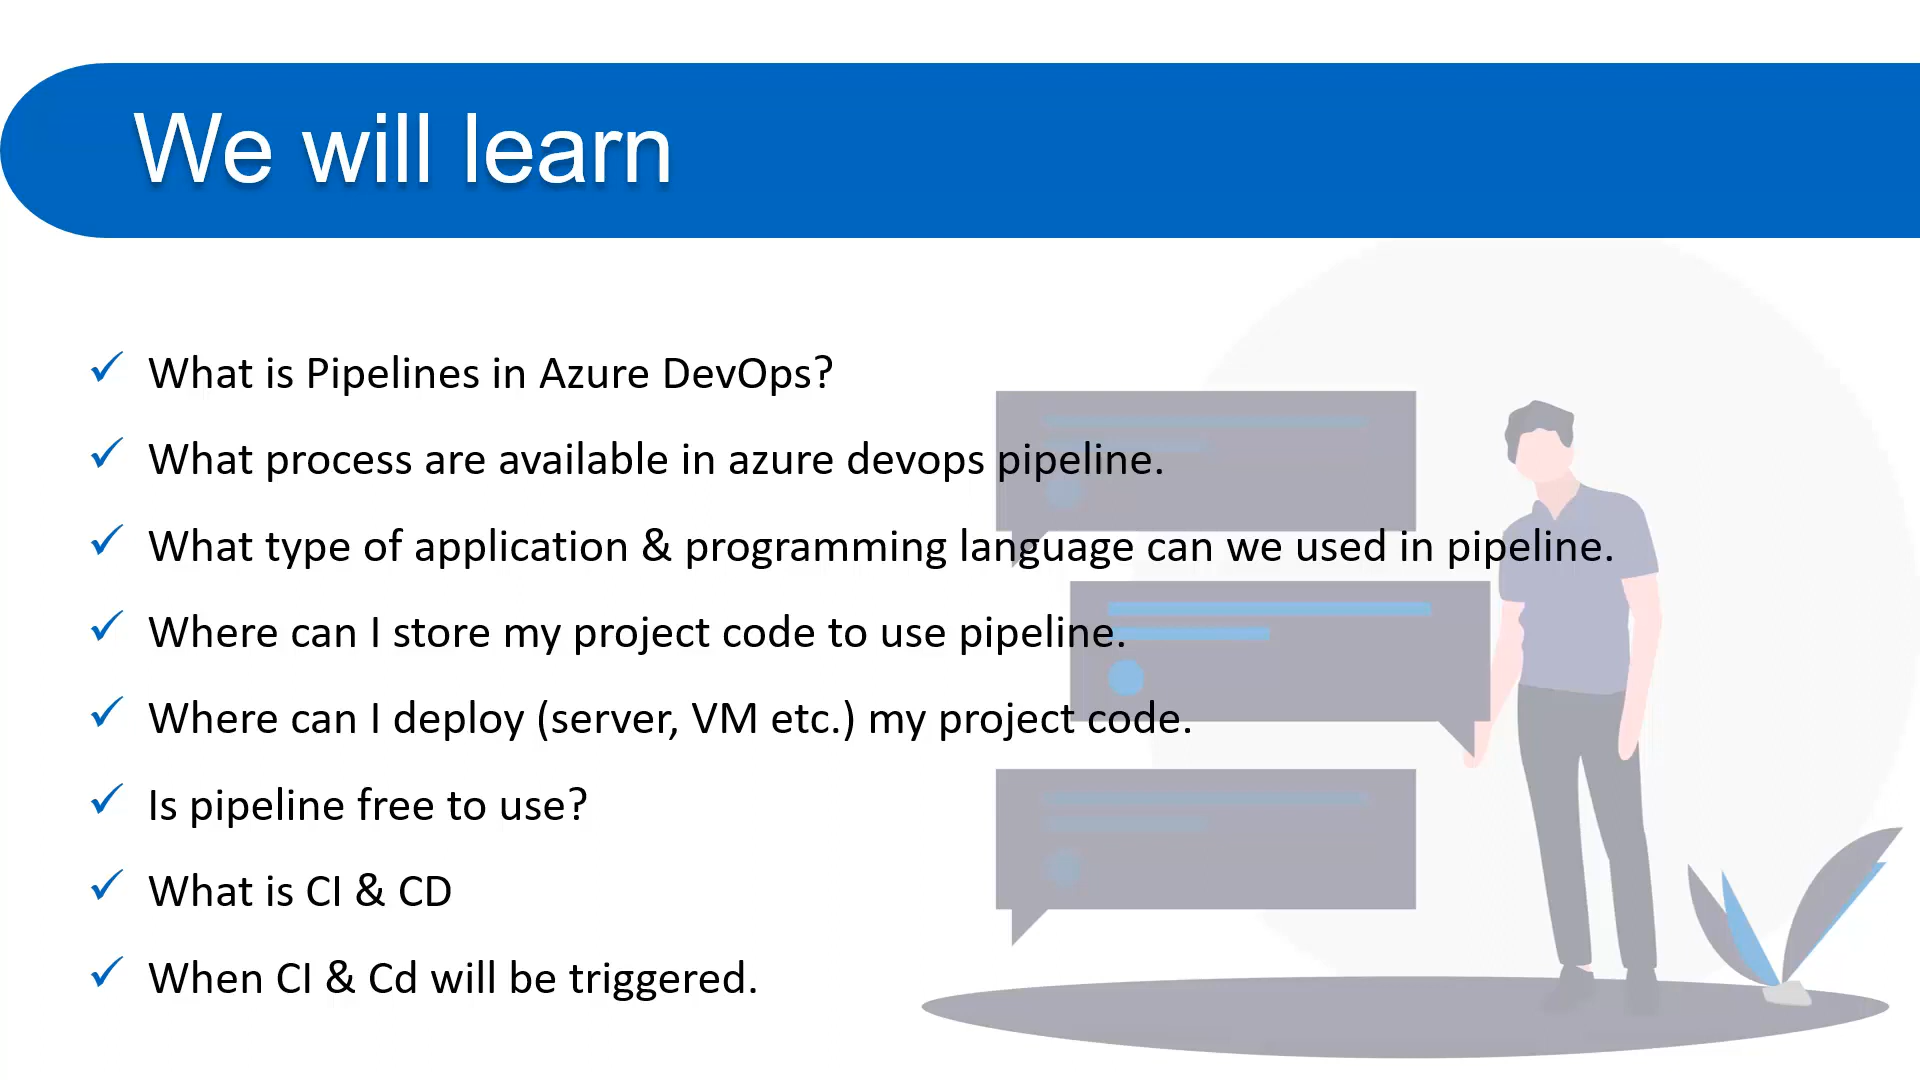 We will learn
What is Pipelines in Azure DevOps?
What process are available in azure devops pipeline.
What type of application & programming language can we used in pipeline.
Where can I store my project code to use pipeline.
Where can I deploy (server, VM etc.) my project code.
Is pipeline free to use?
What is CI & CD
When CI & Cd will be triggered.